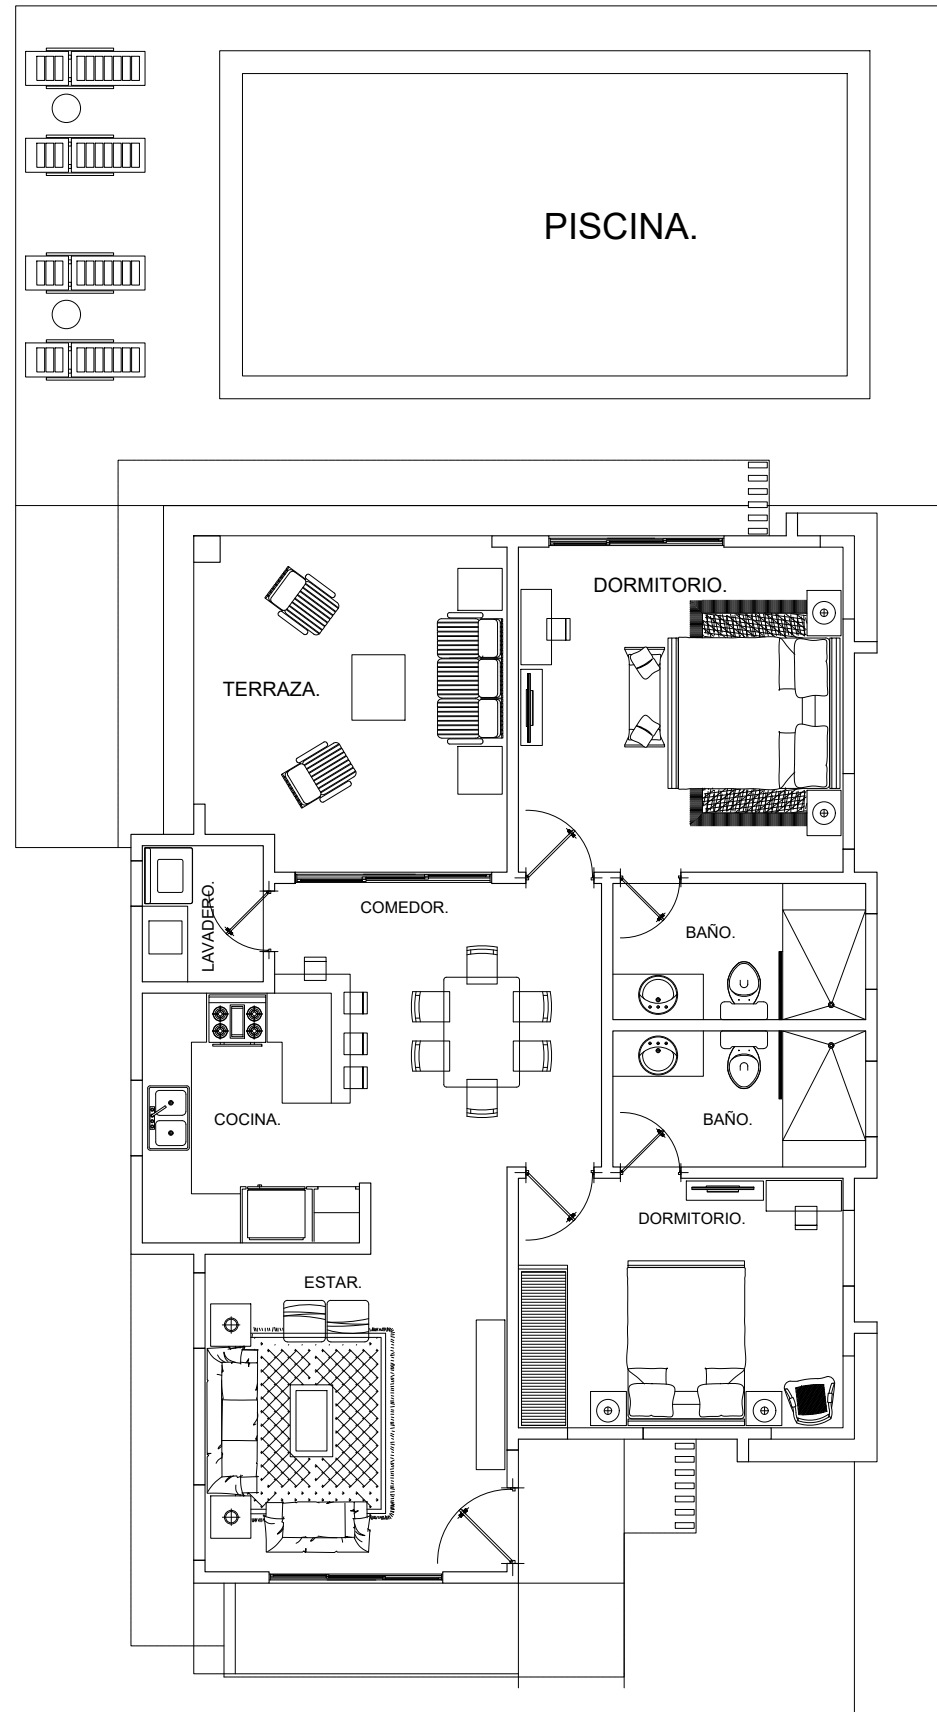 PISCINA.
DORMITORIO.
TERRAZA.
LAVADERO.
COMEDOR.
BAÑO.
COCINA.
BAÑO.
DORMITORIO.
ESTAR.